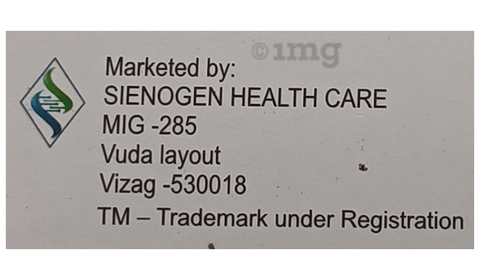 ©1mg
Marketed by:
SIENOGEN HEALTH CARE
MIG -285
Vuda layout
Vizag -530018
TM – Trademark under Registration